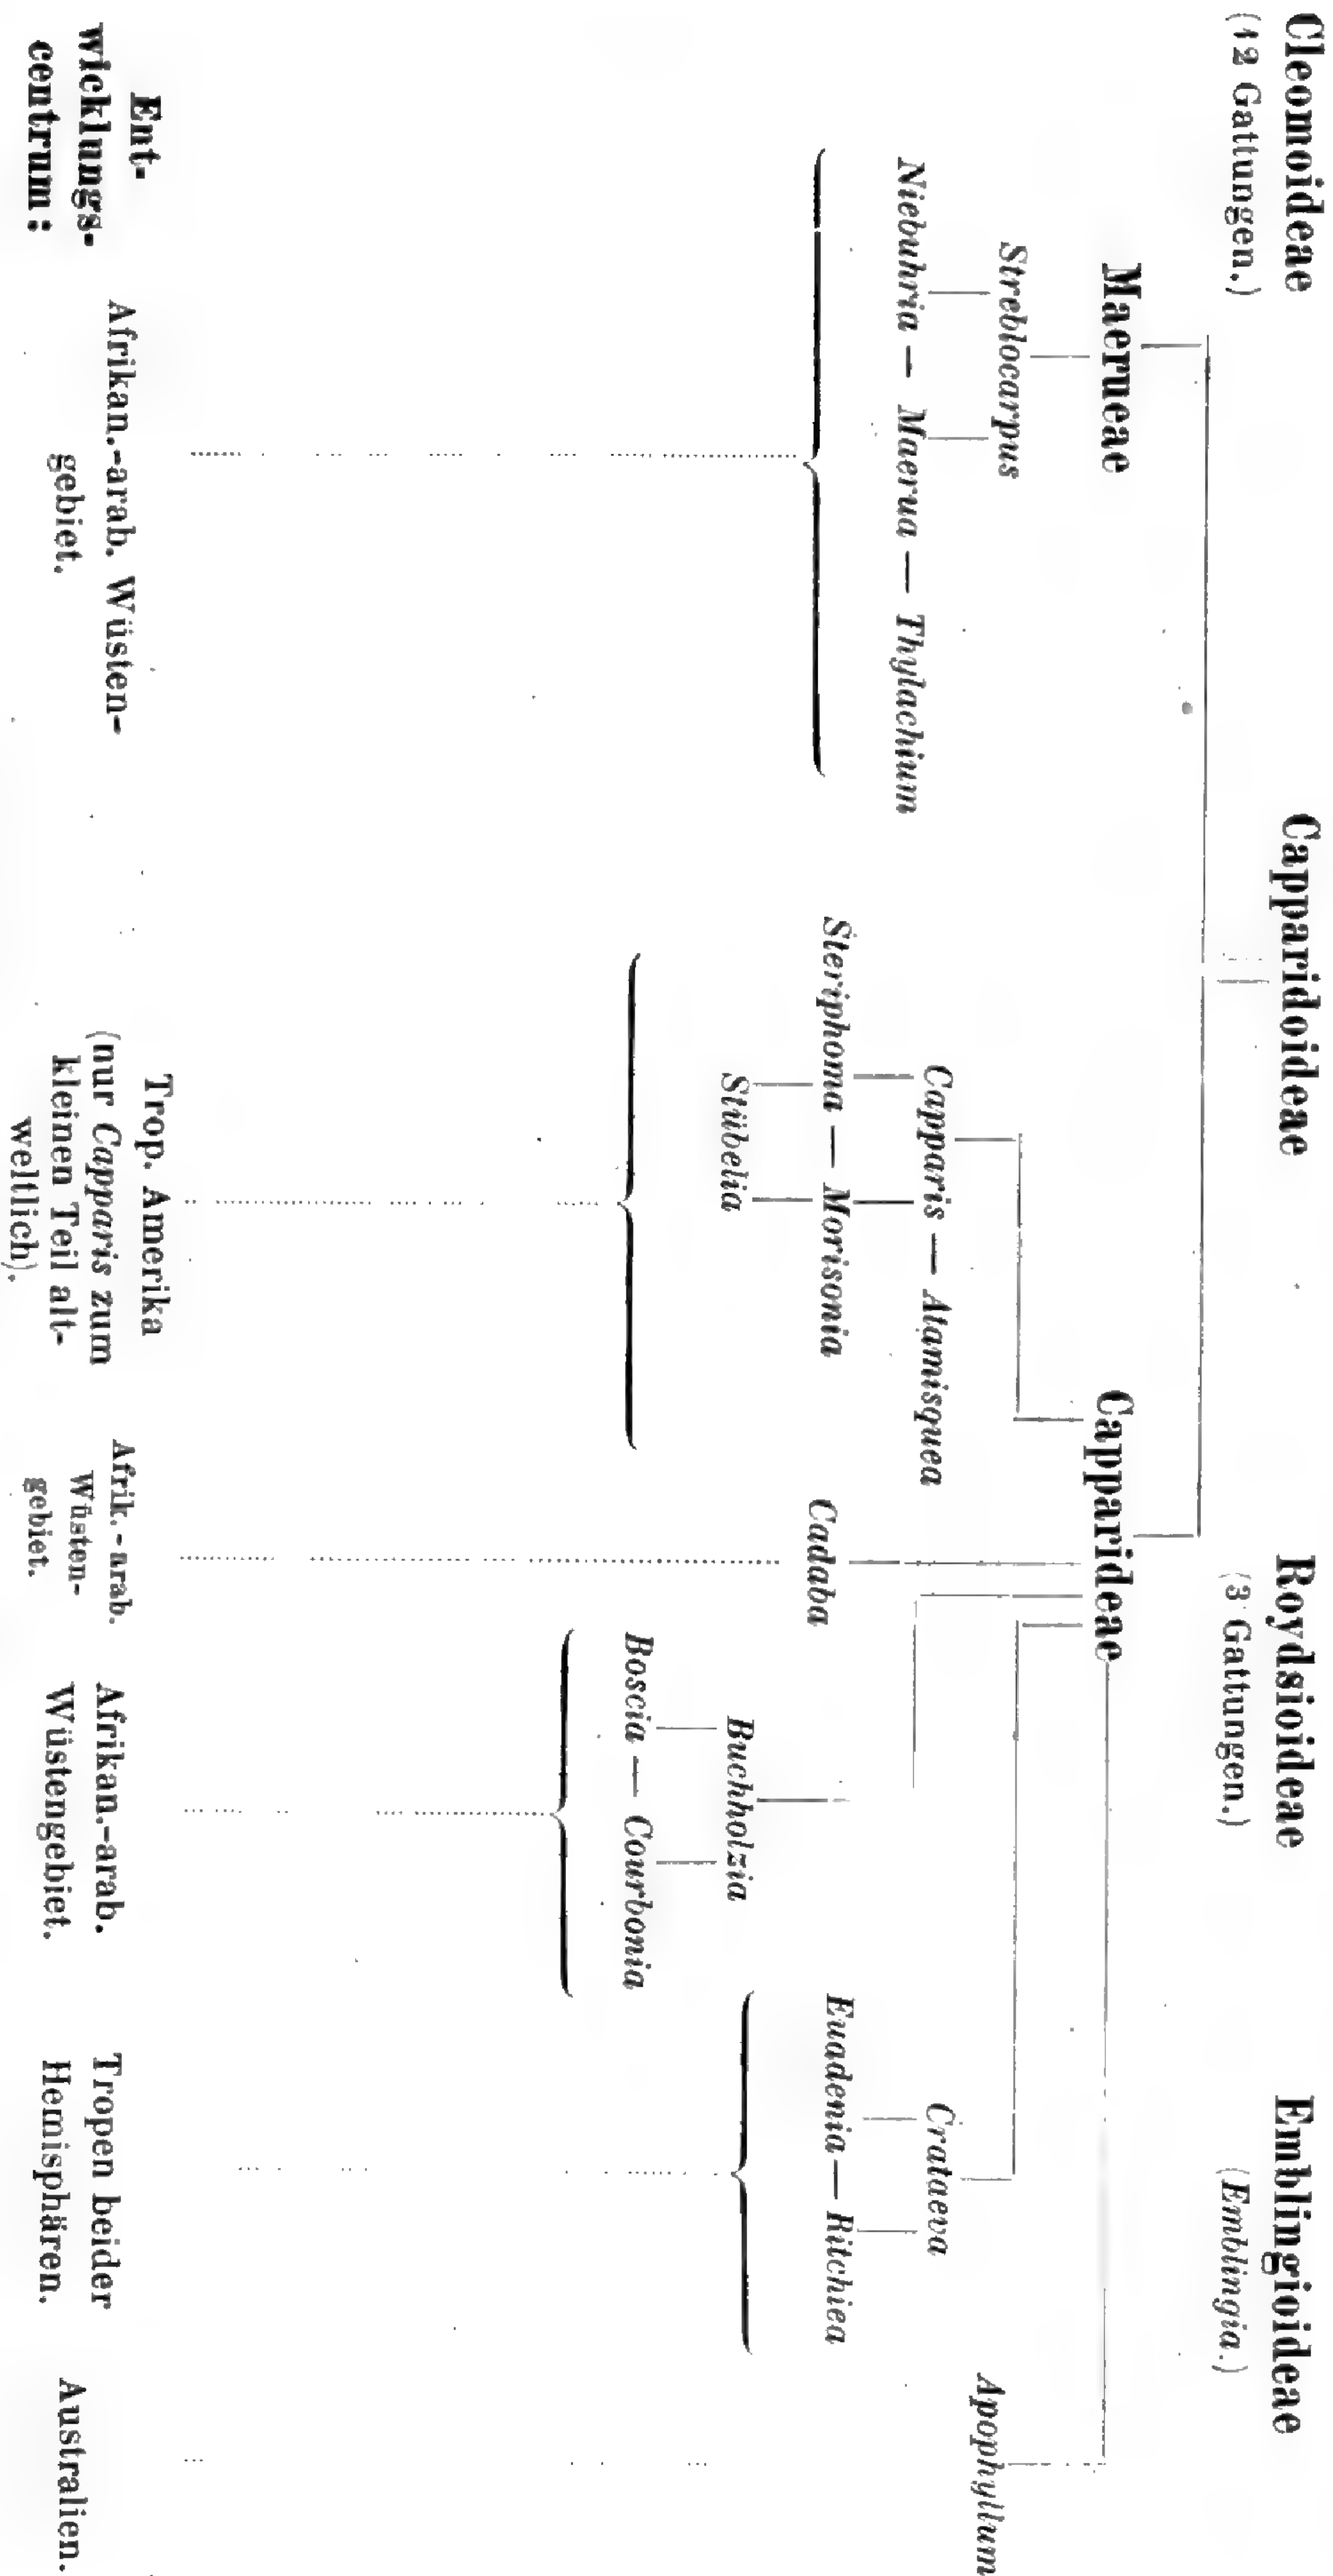 Cleomoideae Capparidoideae Roydsioideae Emblingioideae
(12 Gattungen.) (3 Gattungen.) (Emblingia.)
Maerueae Capparideae
Streblocarpus Capparis — Atamisquea Crataeva Apophyllum
Niebuhria — Maerua — Thylachium Steriphoma — Morisonia Cadaba Euadenia — Ritchiea
Stübelia Buchholzia
Boscia — Courbonia
Ent-
wicklungs-
centrum:
Afrikan.-arab. Wüsten-
gebiet.
Trop. Amerika
(nur Capparis zum
kleinen Teil alt-
weltlich).
Afrik.-arab.
Wüsten-
gebiet.
Afrikan.-arab.
Wüstengebiet.
Tropen beider
Hemisphären.
Australien.